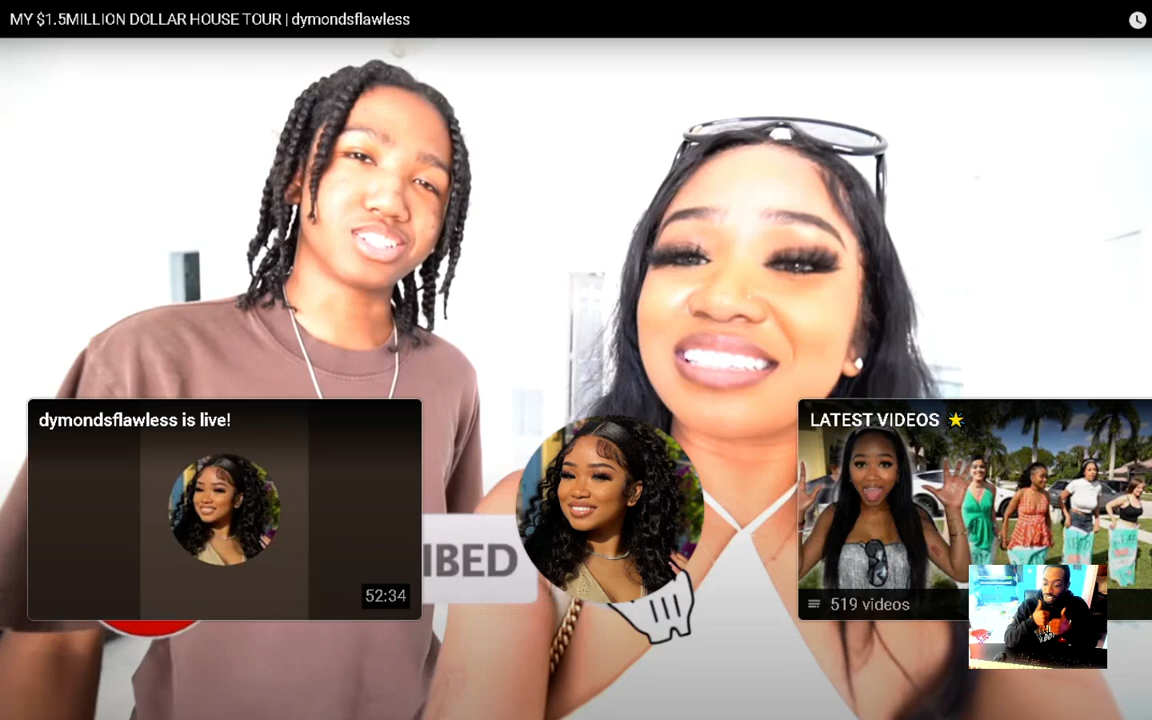 MY $1.5MILLION DOLLAR HOUSE TOUR | dymondsflawless
dymondsflawless is live!
LATEST VIDEOS
52:34
IBED
519 videos